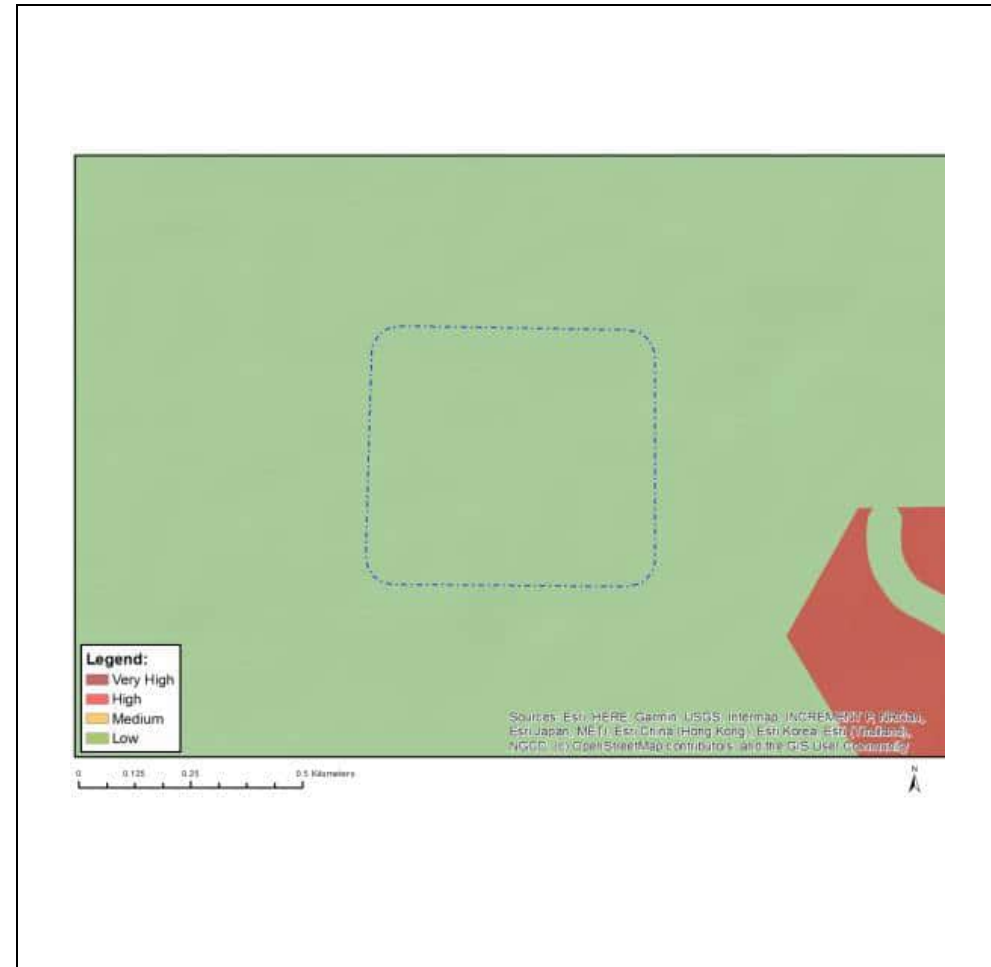 Legend:
Very High
High
Medium
Low
Sources: Esri, HERE, Garmin, USGS, Intermap, INCREMENT P, NRCan,
Esri Japan, METI, Esri China (Hong Kong), Esri Korea, Esri (Thailand),
NGCC, (c) OpenStreetMap contributors, and the GIS User Community
0 0.125 0.25 0.5 Kilometers
N